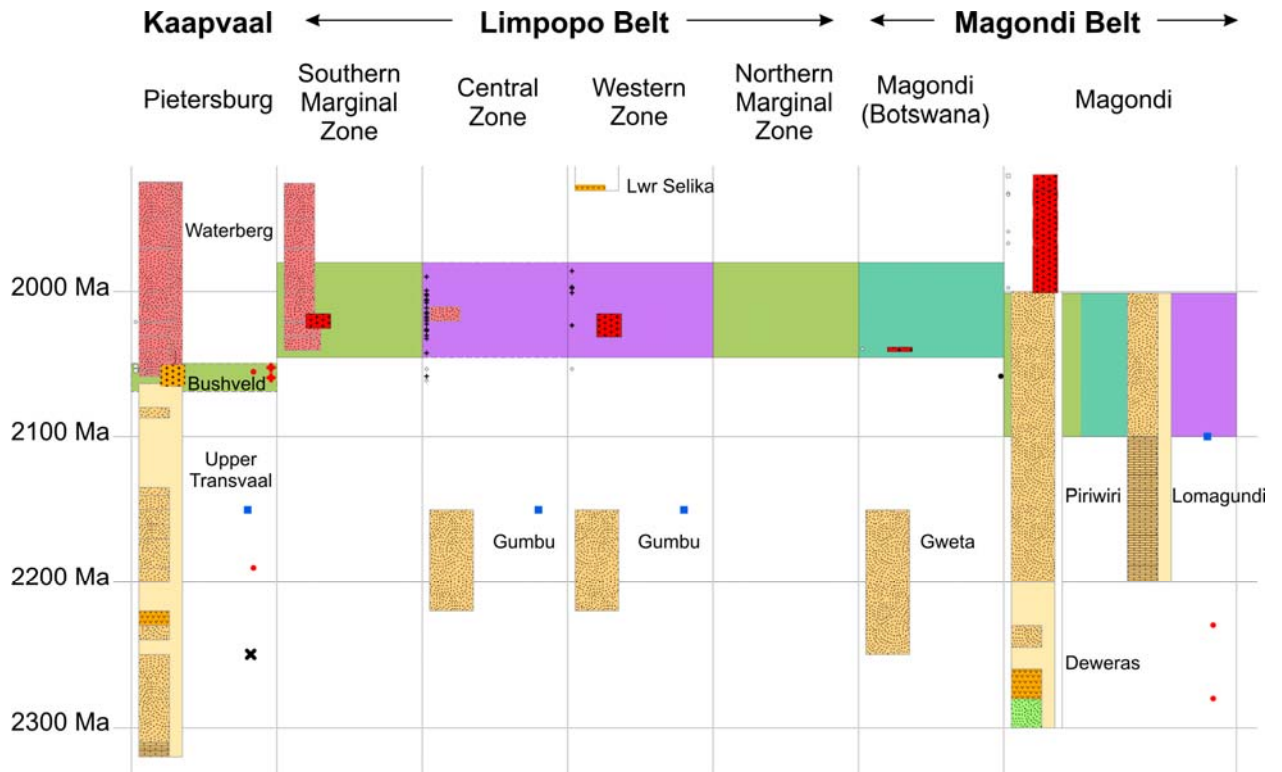 Kaapvaal
Limpopo Belt
Magondi Belt
Pietersburg
Southern
Marginal
Zone
Central
Zone
Western
Zone
Northern
Marginal
Zone
Magondi
(Botswana)
Magondi
Lwr Selika
Waterberg
2000 Ma
Bushveld
2100 Ma
Upper
Transvaal
Piriwiri
Lomagundi
Gumbu
Gumbu
Gweta
2200 Ma
Deweras
2300 Ma